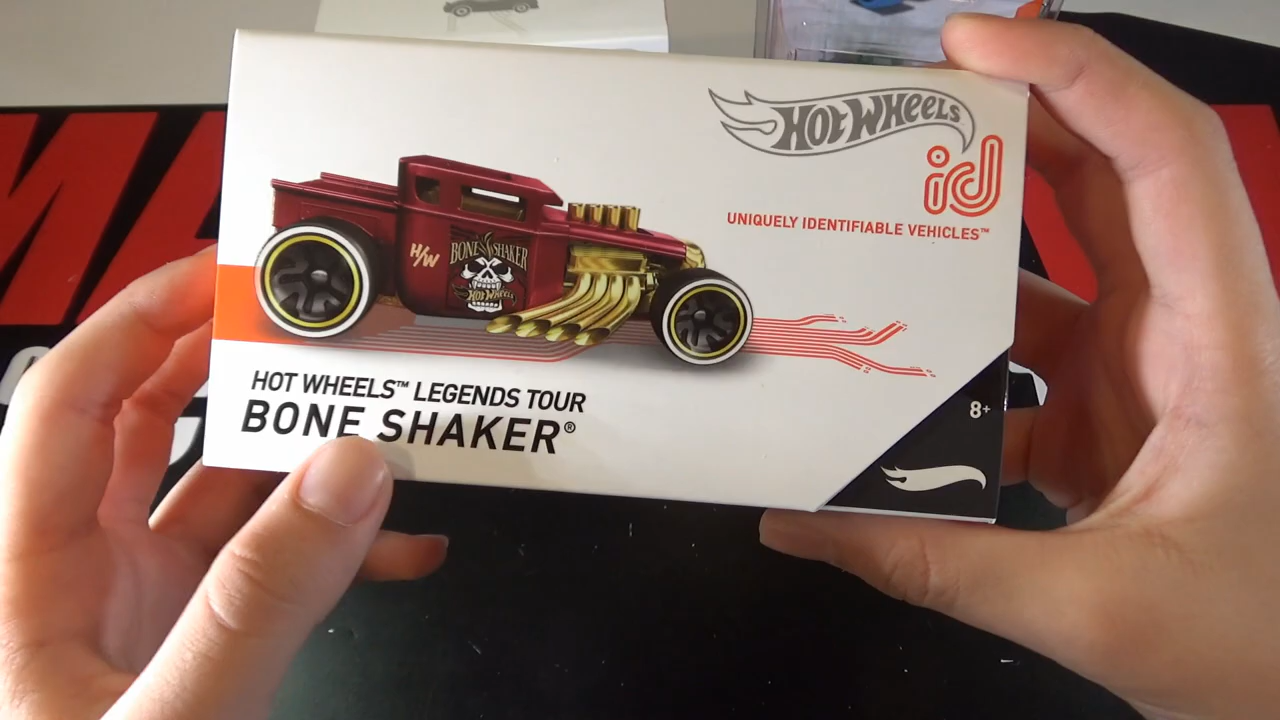 HOT WHEELS
id
UNIQUELY IDENTIFIABLE VEHICLES™
H/W
BONE SHAKER
HOT WHEELS
HOT WHEELS™ LEGENDS TOUR
BONE SHAKER®
8+